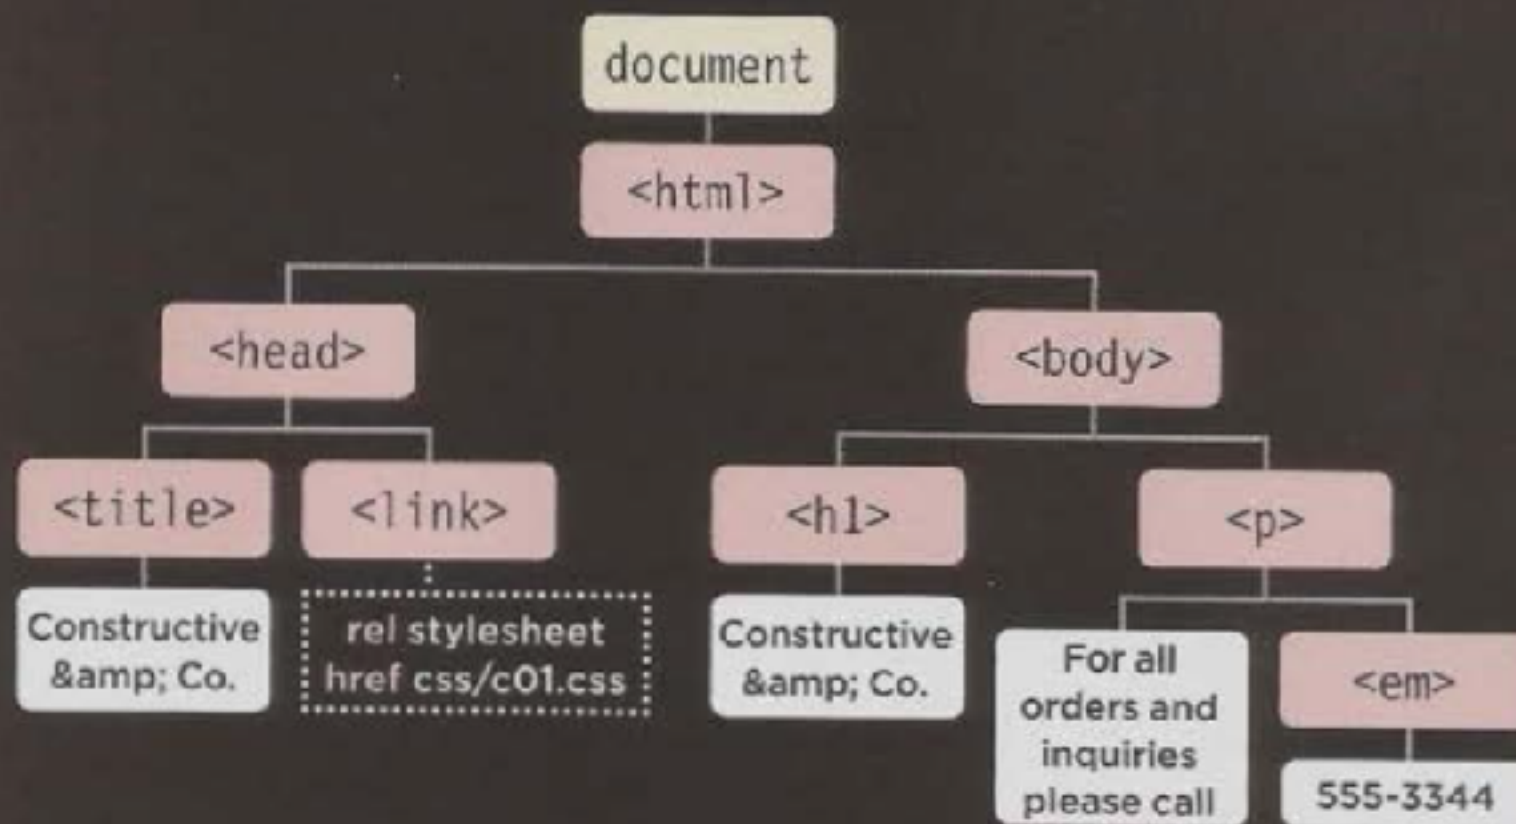 document
<html>
<head>
<body>
<title>
<link>
<h1>
<p>
Constructive
&amp; Co.
rel stylesheet
href css/c01.css
Constructive
&amp; Co.
For all
orders and
inquiries
please call
<em>
555-3344